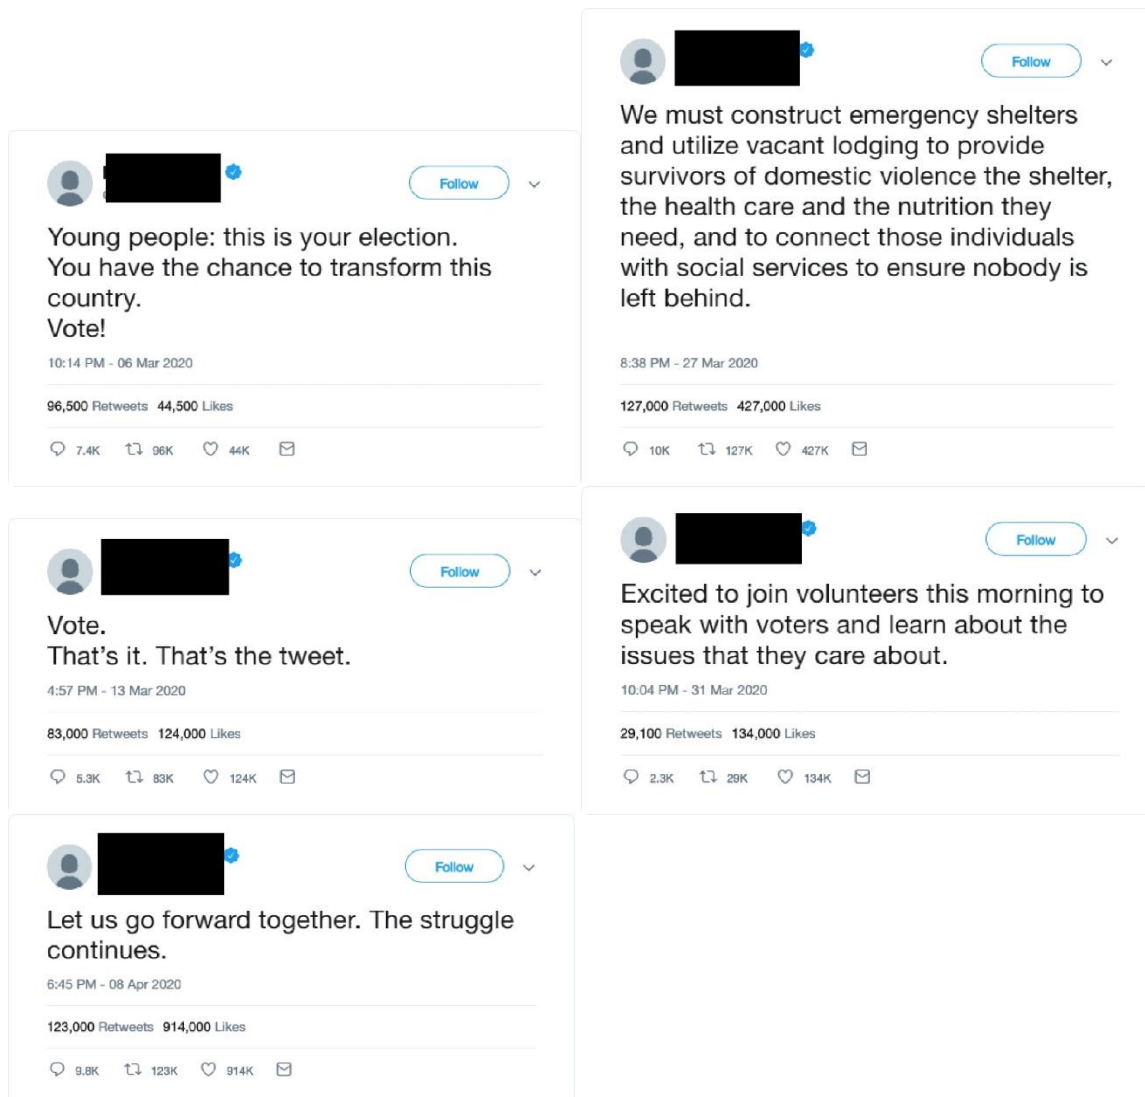 Follow
Young people: this is your election.
You have the chance to transform this
country.
Vote!
10:14 PM - 06 Mar 2020
96,500 Retweets 44,500 Likes
7.4K 96K 44K
Follow
Vote.
That's it. That's the tweet.
4:57 PM - 13 Mar 2020
83,000 Retweets 124,000 Likes
5.3K 83K 124K
Follow
Let us go forward together. The struggle
continues.
6:45 PM - 08 Apr 2020
123,000 Retweets 914,000 Likes
9.8K 123K 914K
Follow
We must construct emergency shelters
and utilize vacant lodging to provide
survivors of domestic violence the shelter,
the health care and the nutrition they
need, and to connect those individuals
with social services to ensure nobody is
left behind.
8:38 PM - 27 Mar 2020
127,000 Retweets 427,000 Likes
10K 127K 427K
Follow
Excited to join volunteers this morning to
speak with voters and learn about the
issues that they care about.
10:04 PM - 31 Mar 2020
29,100 Retweets 134,000 Likes
2.3K 29K 134K